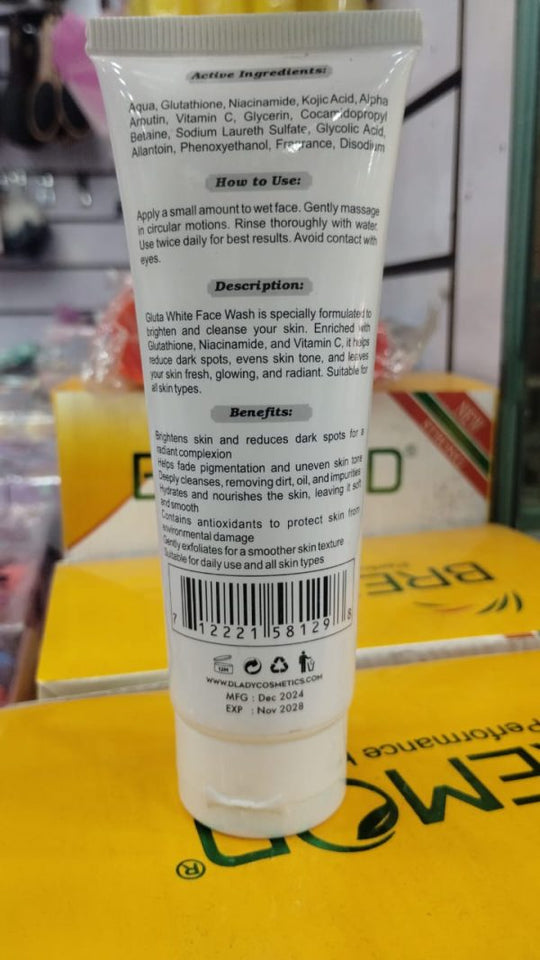 Active Ingredients:
Aqua, Glutathione, Niacinamide, Kojic Acid, Alpha
Arbutin, Vitamin C, Glycerin, Cocamidopropyl
Betaine, Sodium Laureth Sulfate, Glycolic Acid,
Allantoin, Phenoxyethanol, Fragrance, Disodium
How to Use:
Apply a small amount to wet face. Gently massage
in circular motions. Rinse thoroughly with water.
Use twice daily for best results. Avoid contact with
eyes.
Description:
Gluta White Face Wash is specially formulated to
brighten and cleanse your skin. Enriched with
Glutathione, Niacinamide, and Vitamin C, it helps
reduce dark spots, evens skin tone, and leaves
your skin fresh, glowing, and radiant. Suitable for
all skin types.
Benefits:
Brightens skin and reduces dark spots for a
radiant complexion
Helps fade pigmentation and uneven skin tone
Deeply cleanses, removing dirt, oil, and impurities
Hydrates and nourishes the skin, leaving it soft
and smooth
Contains antioxidants to protect skin from
environmental damage
Gently exfoliates for a smoother skin texture
Suitable for daily use and all skin types
7 12221 58129 8
12M
WWW.DLADYCOSMETICS.COM
MFG : Dec 2024
EXP : Nov 2028
NEW
STRONG
D®
BRE
Performance
REMOD
®